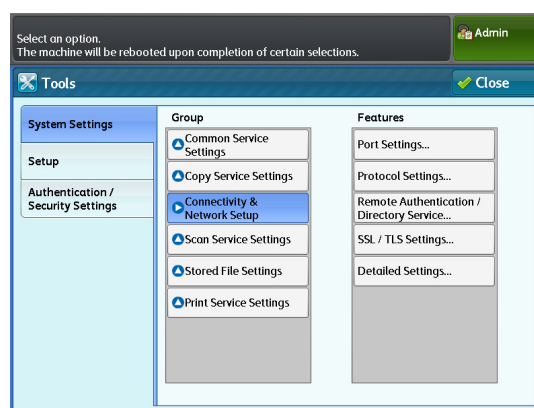 Select an option.
The machine will be rebooted upon completion of certain selections.
Admin
Tools
Close
System Settings
Setup
Authentication /
Security Settings
Group
Common Service
Settings
Copy Service Settings
Connectivity &
Network Setup
Scan Service Settings
Stored File Settings
Print Service Settings
Features
Port Settings...
Protocol Settings...
Remote Authentication /
Directory Service...
SSL / TLS Settings...
Detailed Settings...